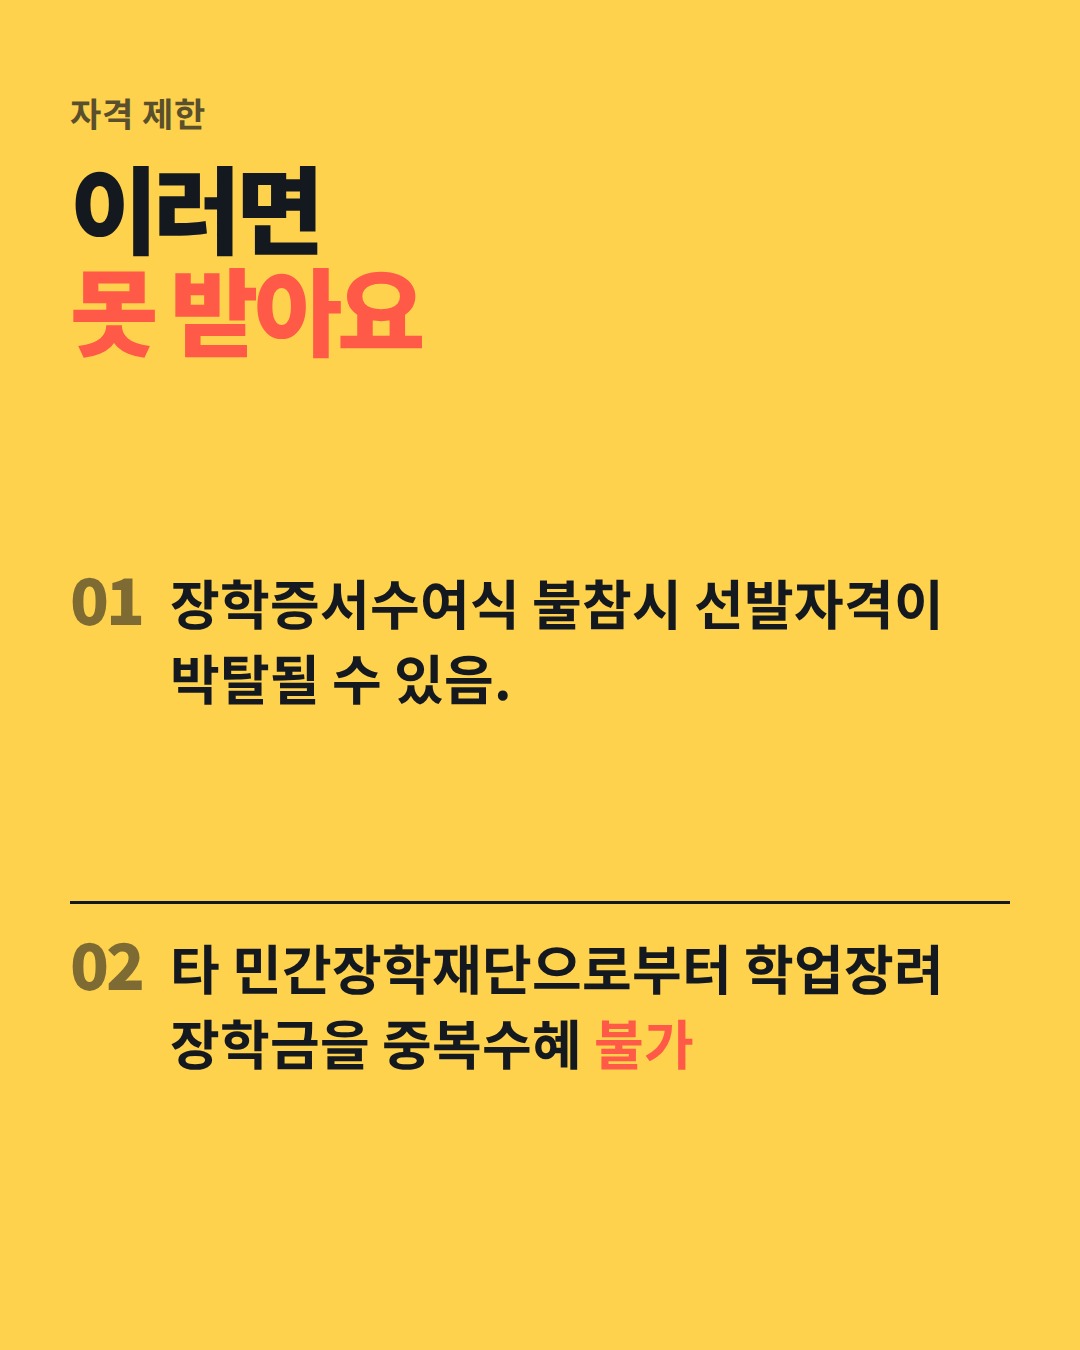 자격 제한
이러면
못 받아요
01 장학증서수여식 불참시 선발자격이
박탈될 수 있음.
02 타 민간장학재단으로부터 학업장려
장학금을 중복수혜 불가